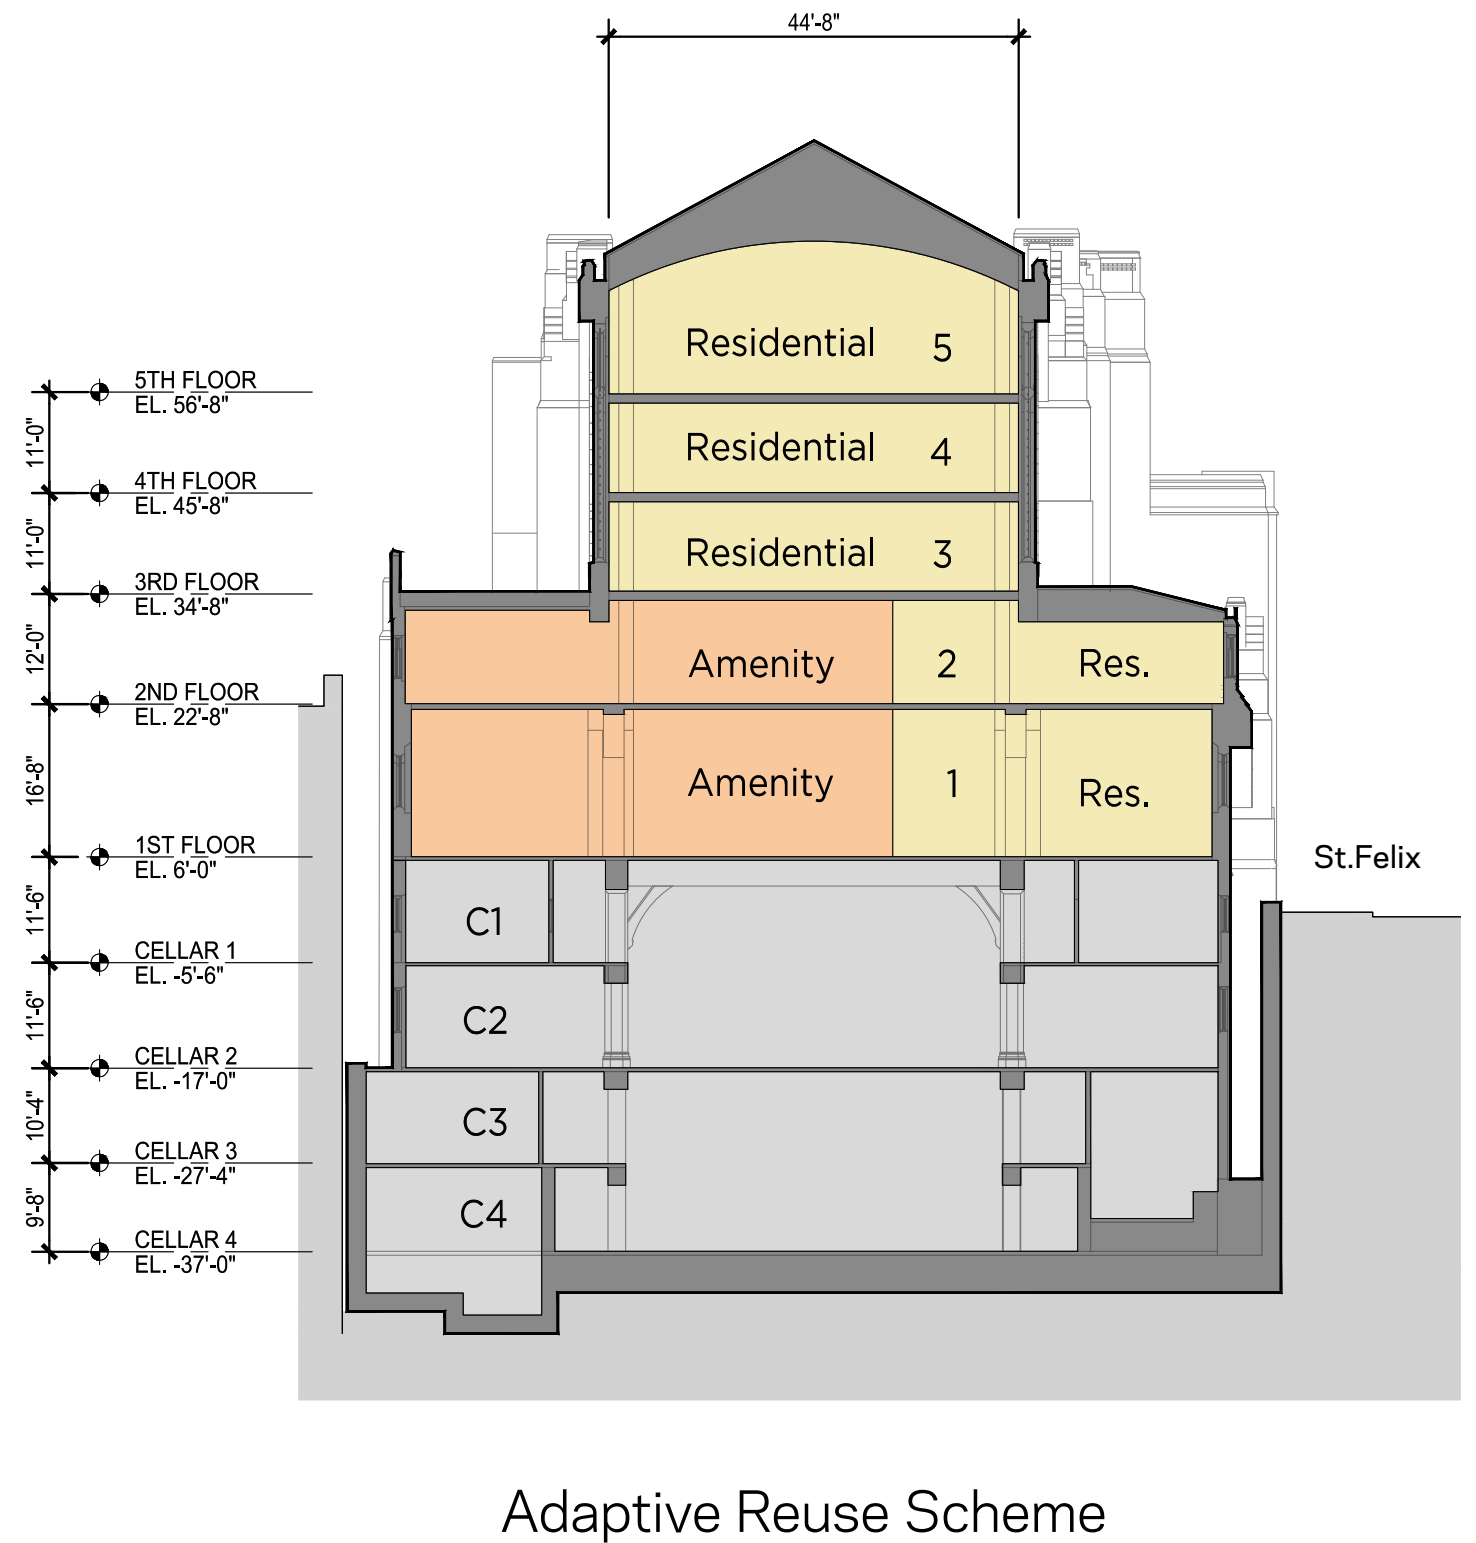 44'-8"
Residential 5
5TH FLOOR
EL. 56'-8"
11'-0"
Residential 4
4TH FLOOR
EL. 45'-8"
11'-0"
Residential 3
3RD FLOOR
EL. 34'-8"
12'-0"
Amenity 2 Res.
2ND FLOOR
EL. 22'-8"
16'-8"
Amenity 1 Res.
1ST FLOOR
EL. 6'-0"
St.Felix
11'-6"
C1
CELLAR 1
EL. -5'-6"
11'-6"
C2
CELLAR 2
EL. -17'-0"
10'-4"
C3
CELLAR 3
EL. -27'-4"
9'-8"
C4
CELLAR 4
EL. -37'-0"
Adaptive Reuse Scheme